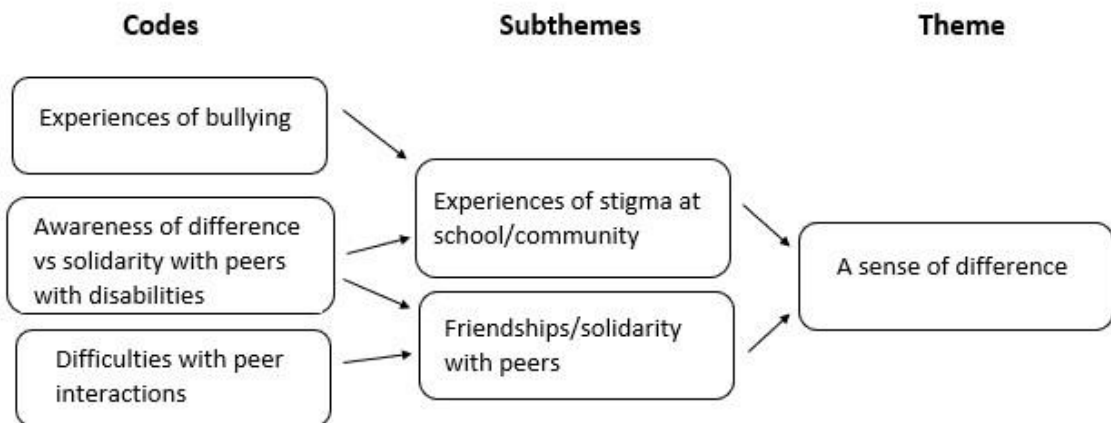 Codes
Subthemes
Theme
Experiences of bullying
Awareness of difference
vs solidarity with peers
with disabilities
Difficulties with peer
interactions
Experiences of stigma at
school/community
Friendships/solidarity
with peers
A sense of difference